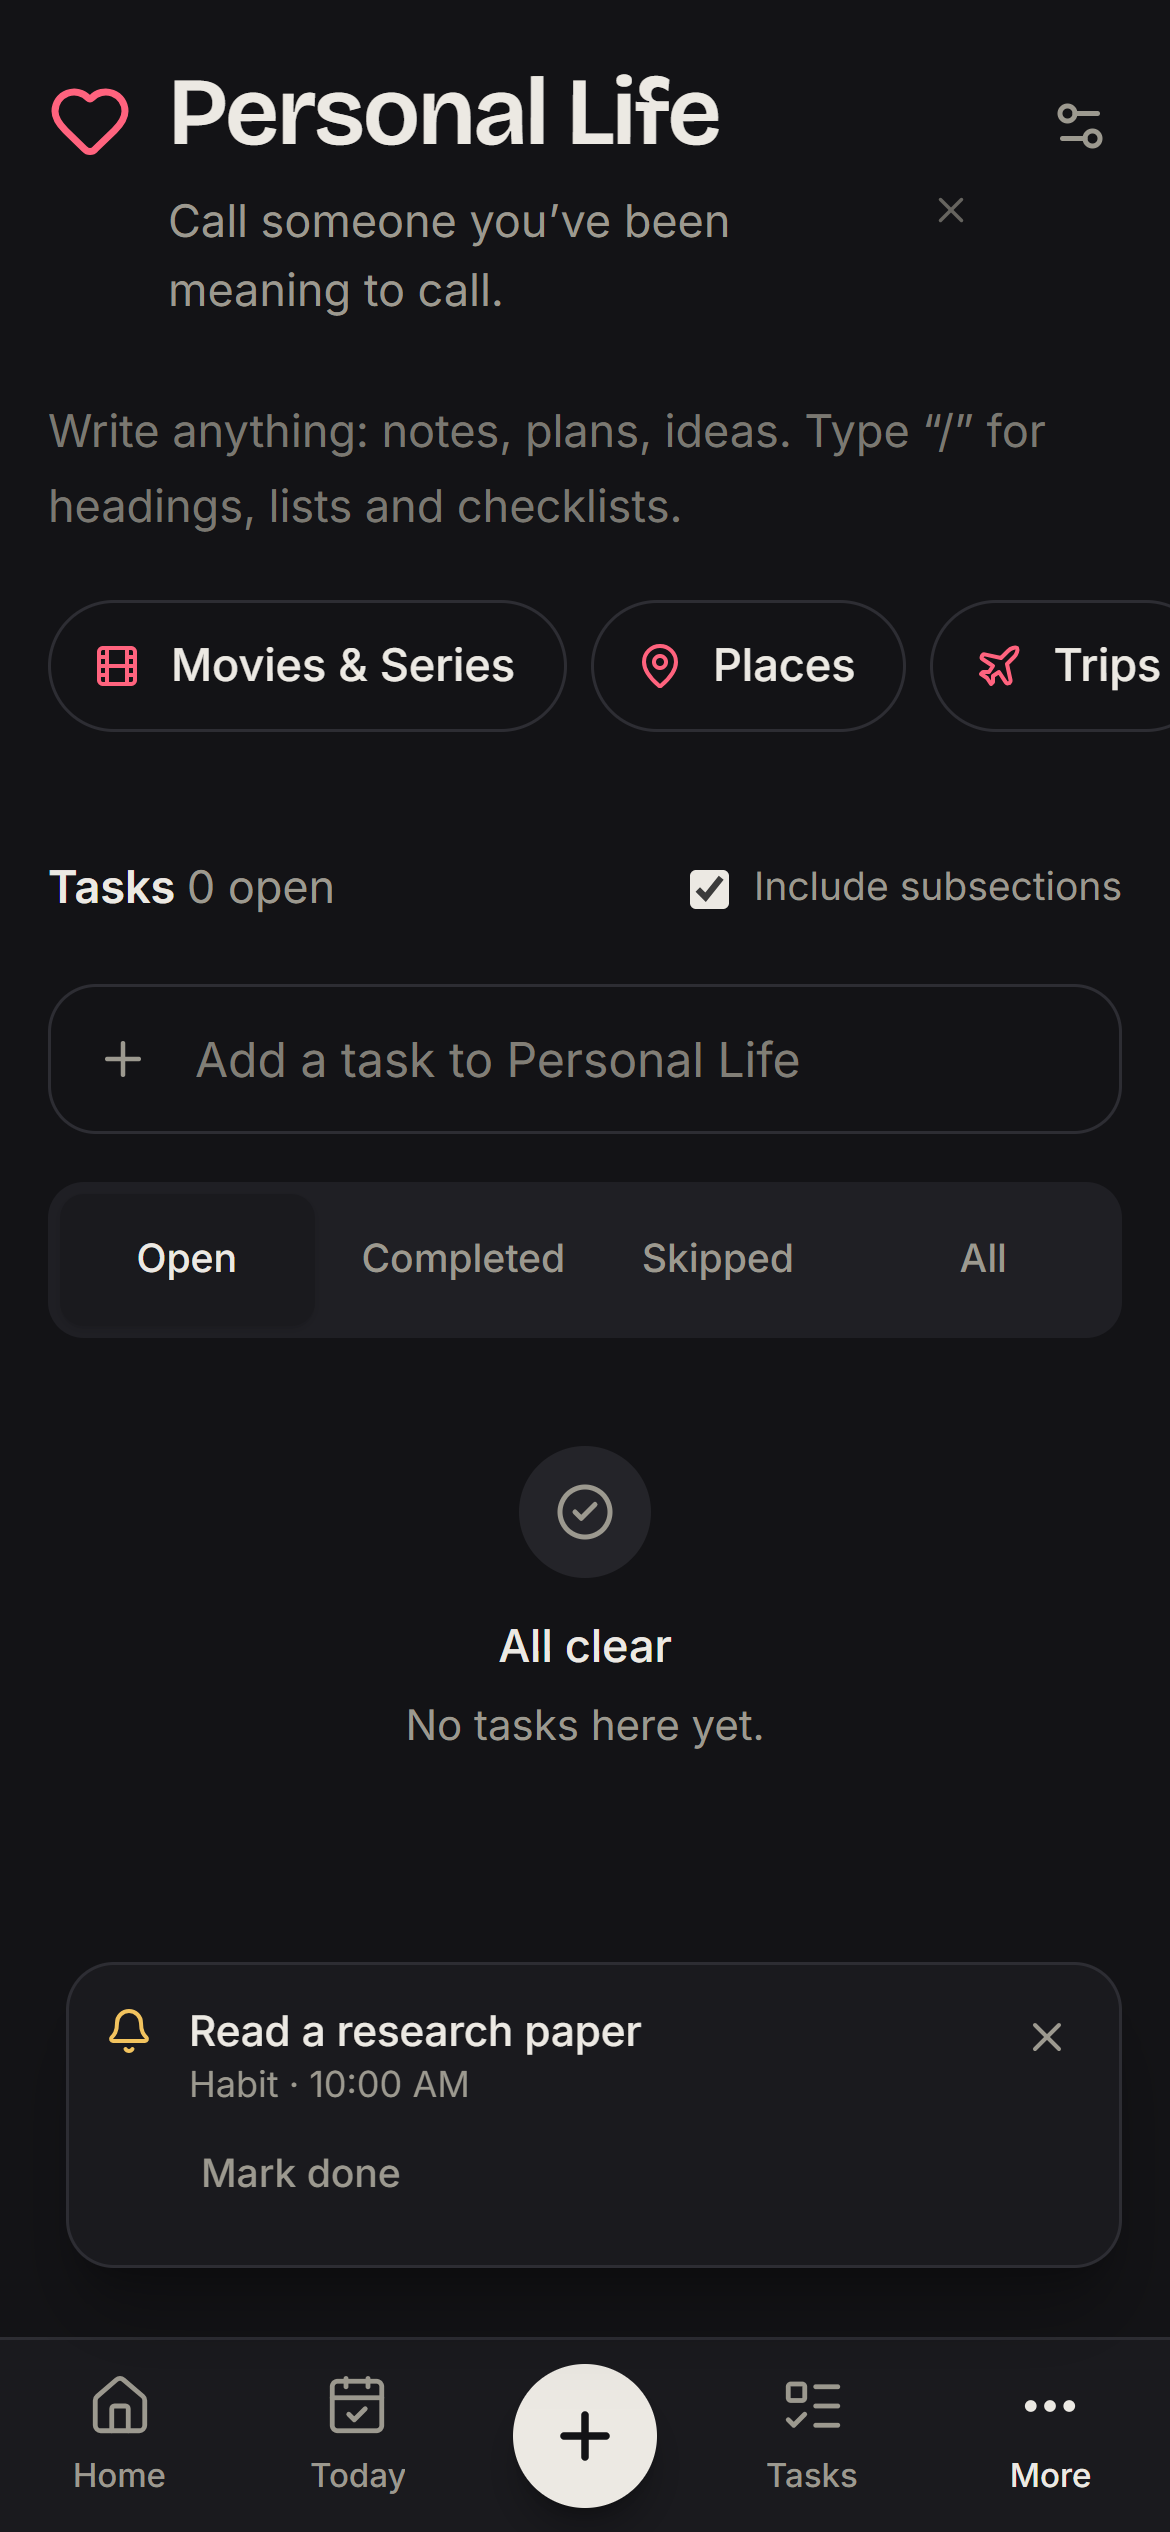 Personal Life
Call someone you’ve been
meaning to call.
Write anything: notes, plans, ideas. Type “/” for
headings, lists and checklists.
Movies & Series
Places
Trips
Tasks 0 open
Include subsections
Add a task to Personal Life
Open
Completed
Skipped
All
All clear
No tasks here yet.
Read a research paper
Habit · 10:00 AM
Mark done
Home
Today
Tasks
More